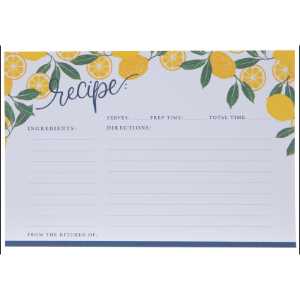 recipe:
SERVES: PREP TIME: TOTAL TIME:
INGREDIENTS: DIRECTIONS:
FROM THE KITCHEN OF: